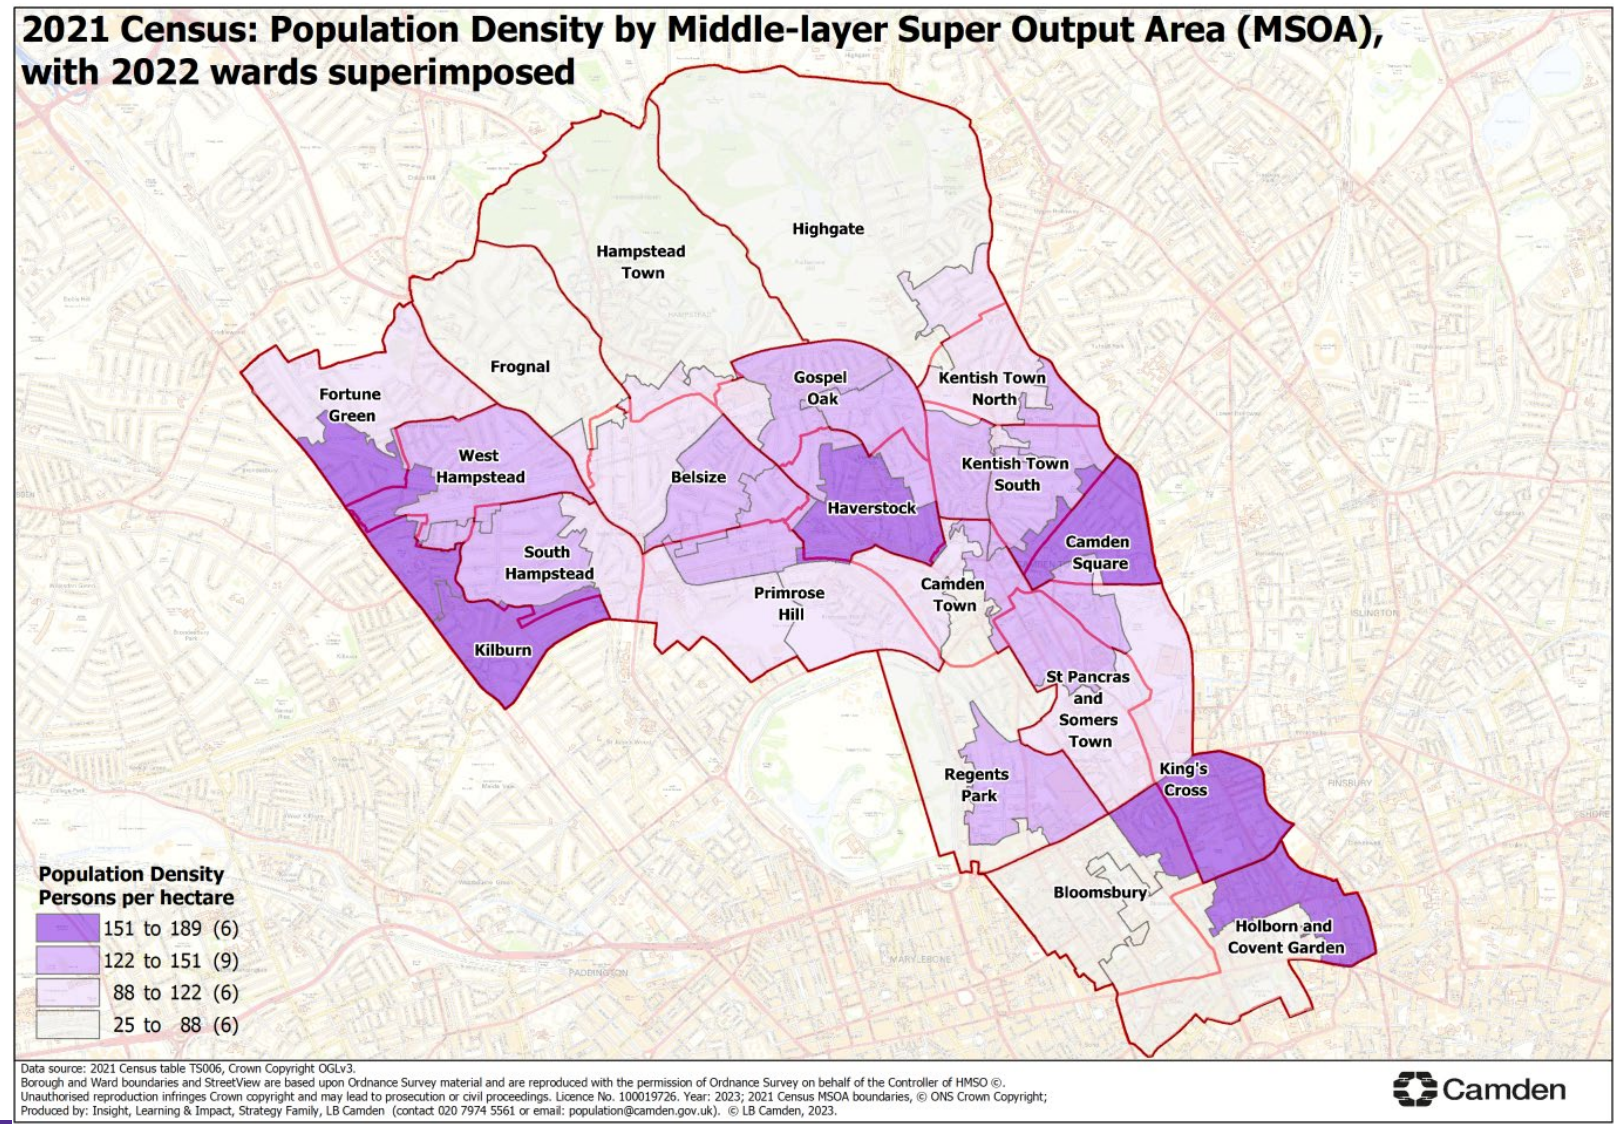 2021 Census: Population Density by Middle-layer Super Output Area (MSOA),
with 2022 wards superimposed
Highgate
Hampstead
Town
Frognal
Fortune
Green
Gospel
Oak
Kentish Town
North
West
Hampstead
Belsize
Kentish Town
South
Haverstock
Camden
Square
South
Hampstead
Camden
Town
Primrose
Hill
Kilburn
St Pancras
and
Somers
Town
Regents
Park
King's
Cross
Bloomsbury
Holborn and
Covent Garden
ISLINGTON
FINSBURY
PADDINGTON
MARYLEBONE
HAMPSTEAD
Population Density
Persons per hectare
151 to 189 (6)
122 to 151 (9)
88 to 122 (6)
25 to 88 (6)
Data source: 2021 Census table TS006, Crown Copyright OGLv3.
Borough and Ward boundaries and StreetView are based upon Ordnance Survey material and are reproduced with the permission of Ordnance Survey on behalf of the Controller of HMSO ©.
Unauthorised reproduction infringes Crown copyright and may lead to prosecution or civil proceedings. Licence No. 100019726. Year: 2023; 2021 Census MSOA boundaries, © ONS Crown Copyright;
Produced by: Insight, Learning & Impact, Strategy Family, LB Camden (contact 020 7974 5561 or email: population@camden.gov.uk). © LB Camden, 2023.
Camden